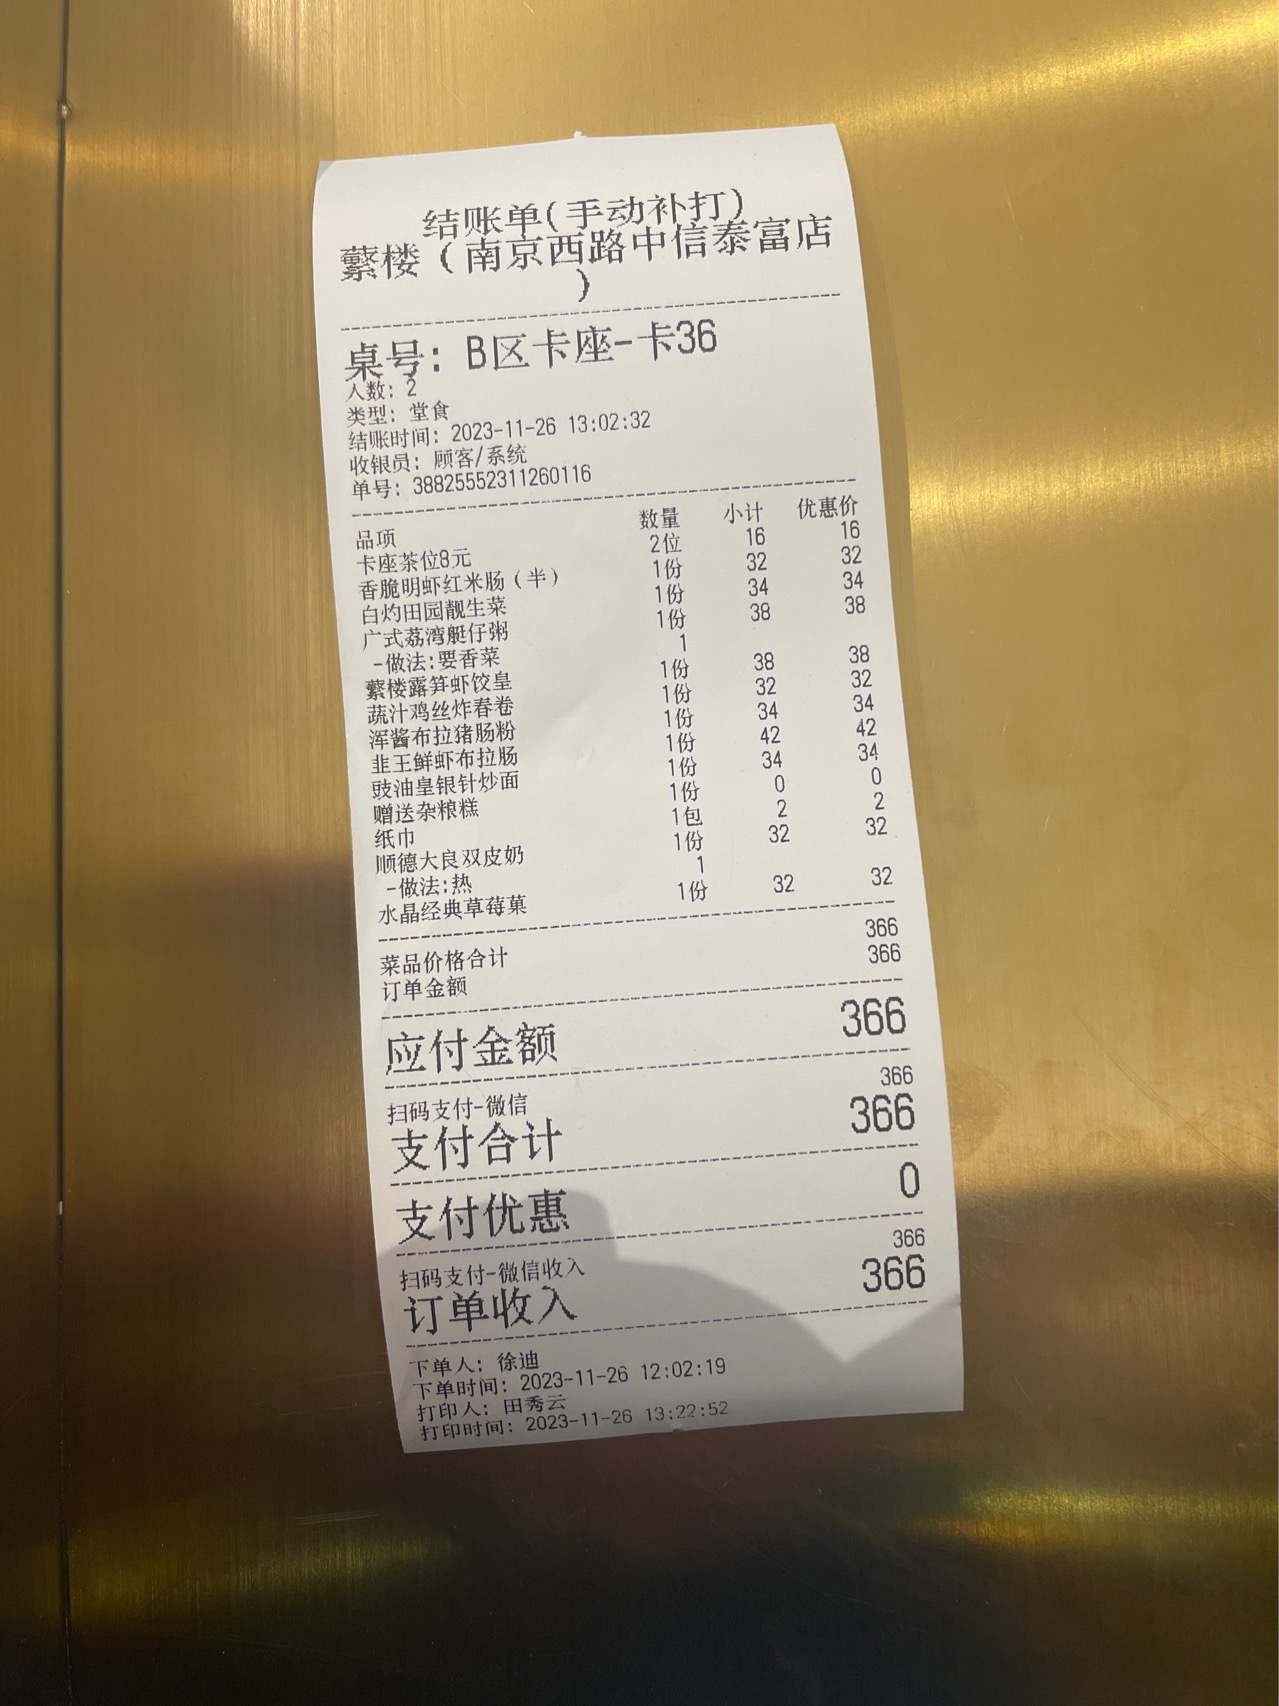 结账单(手动补打)
蘩楼（南京西路中信泰富店
）
桌号: B区卡座-卡36
人数: 2
类型: 堂食
结账时间: 2023-11-26 13:02:32
收银员: 顾客/系统
单号: 38825552311260116
品项 数量 小计 优惠价
卡座茶位8元 2位 16 16
香脆明虾红米肠（半） 1份 32 32
白灼田园靓生菜 1份 34 34
广式荔湾艇仔粥 1份 38 38
-做法:要香菜 1
蘩楼露笋虾饺皇 1份 38 38
蔬汁鸡丝炸春卷 1份 32 32
浑酱布拉猪肠粉 1份 34 34
韭王鲜虾布拉肠 1份 42 42
豉油皇银针炒面 1份 34 34
赠送杂粮糕 1份 0 0
纸巾 1包 2 2
顺德大良双皮奶 1份 32 32
-做法:热 1
水晶经典草莓菓 1份 32 32
菜品价格合计 366
订单金额 366
应付金额 366
扫码支付-微信 366
支付合计 366
支付优惠 0
扫码支付-微信收入 366
订单收入 366
下单人: 徐迪
下单时间: 2023-11-26 12:02:19
打印人: 田秀云
打印时间: 2023-11-26 13:22:52